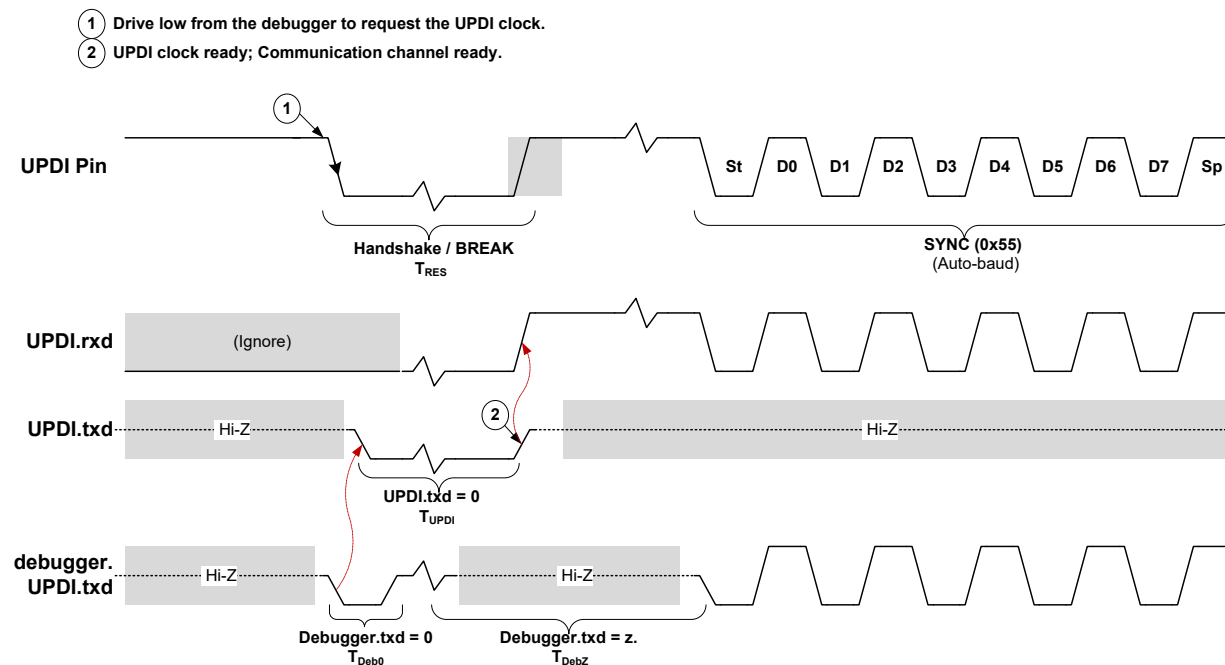 1 Drive low from the debugger to request the UPDI clock.
2 UPDI clock ready; Communication channel ready.
1
UPDI Pin
St D0 D1 D2 D3 D4 D5 D6 D7 Sp
Handshake / BREAK
TRES
SYNC (0x55)
(Auto-baud)
UPDI.rxd
(Ignore)
2
UPDI.txd
Hi-Z
Hi-Z
UPDI.txd = 0
TUPDI
debugger.
UPDI.txd
Hi-Z
Hi-Z
Debugger.txd = 0
TDeb0
Debugger.txd = z.
TDebZ